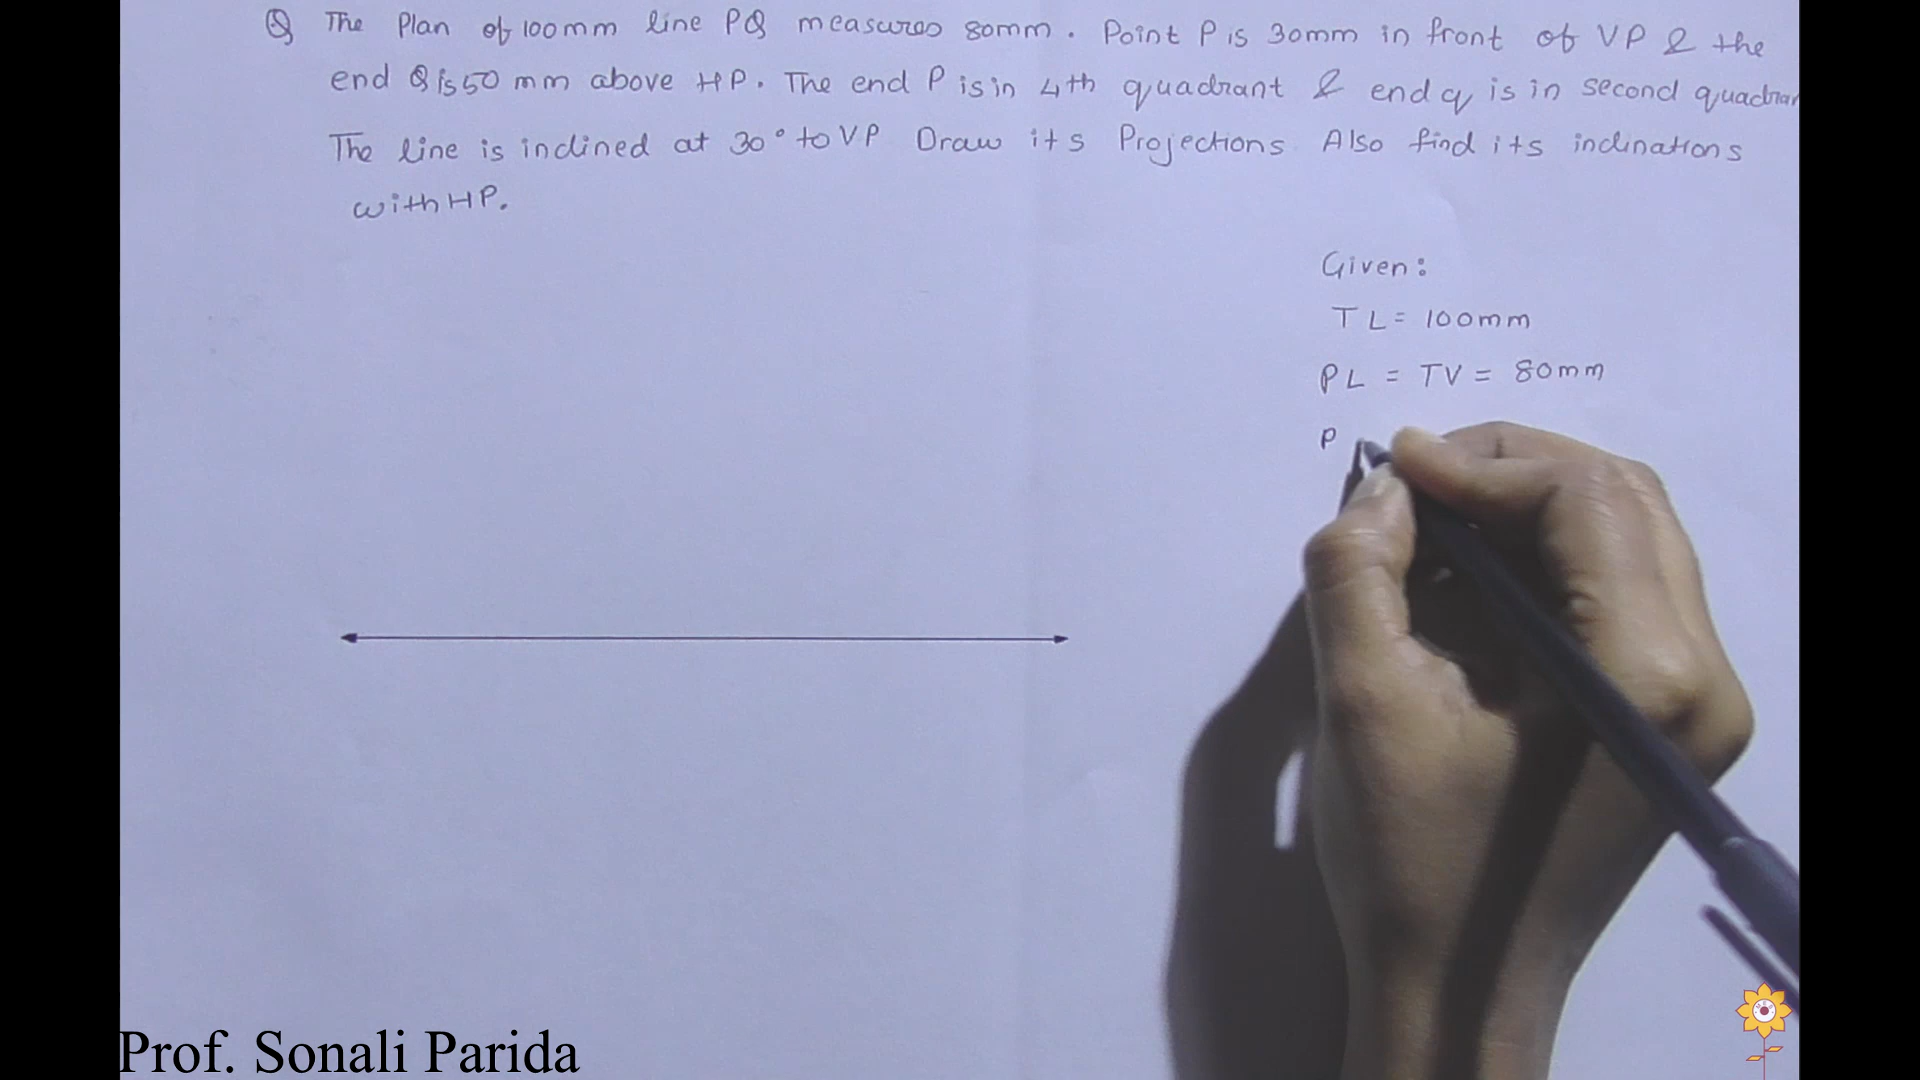 Q The Plan of 100mm line PQ measures 80mm. Point P is 30mm in front of VP & the
end Q is 50 mm above HP. The end P is in 4th quadrant & end q is in second
The line is inclined at 30° to VP Draw its Projections Also find its inclinations
with HP.
Given:
TL = 100mm
PL = TV = 80mm
P
Prof. Sonali Parida